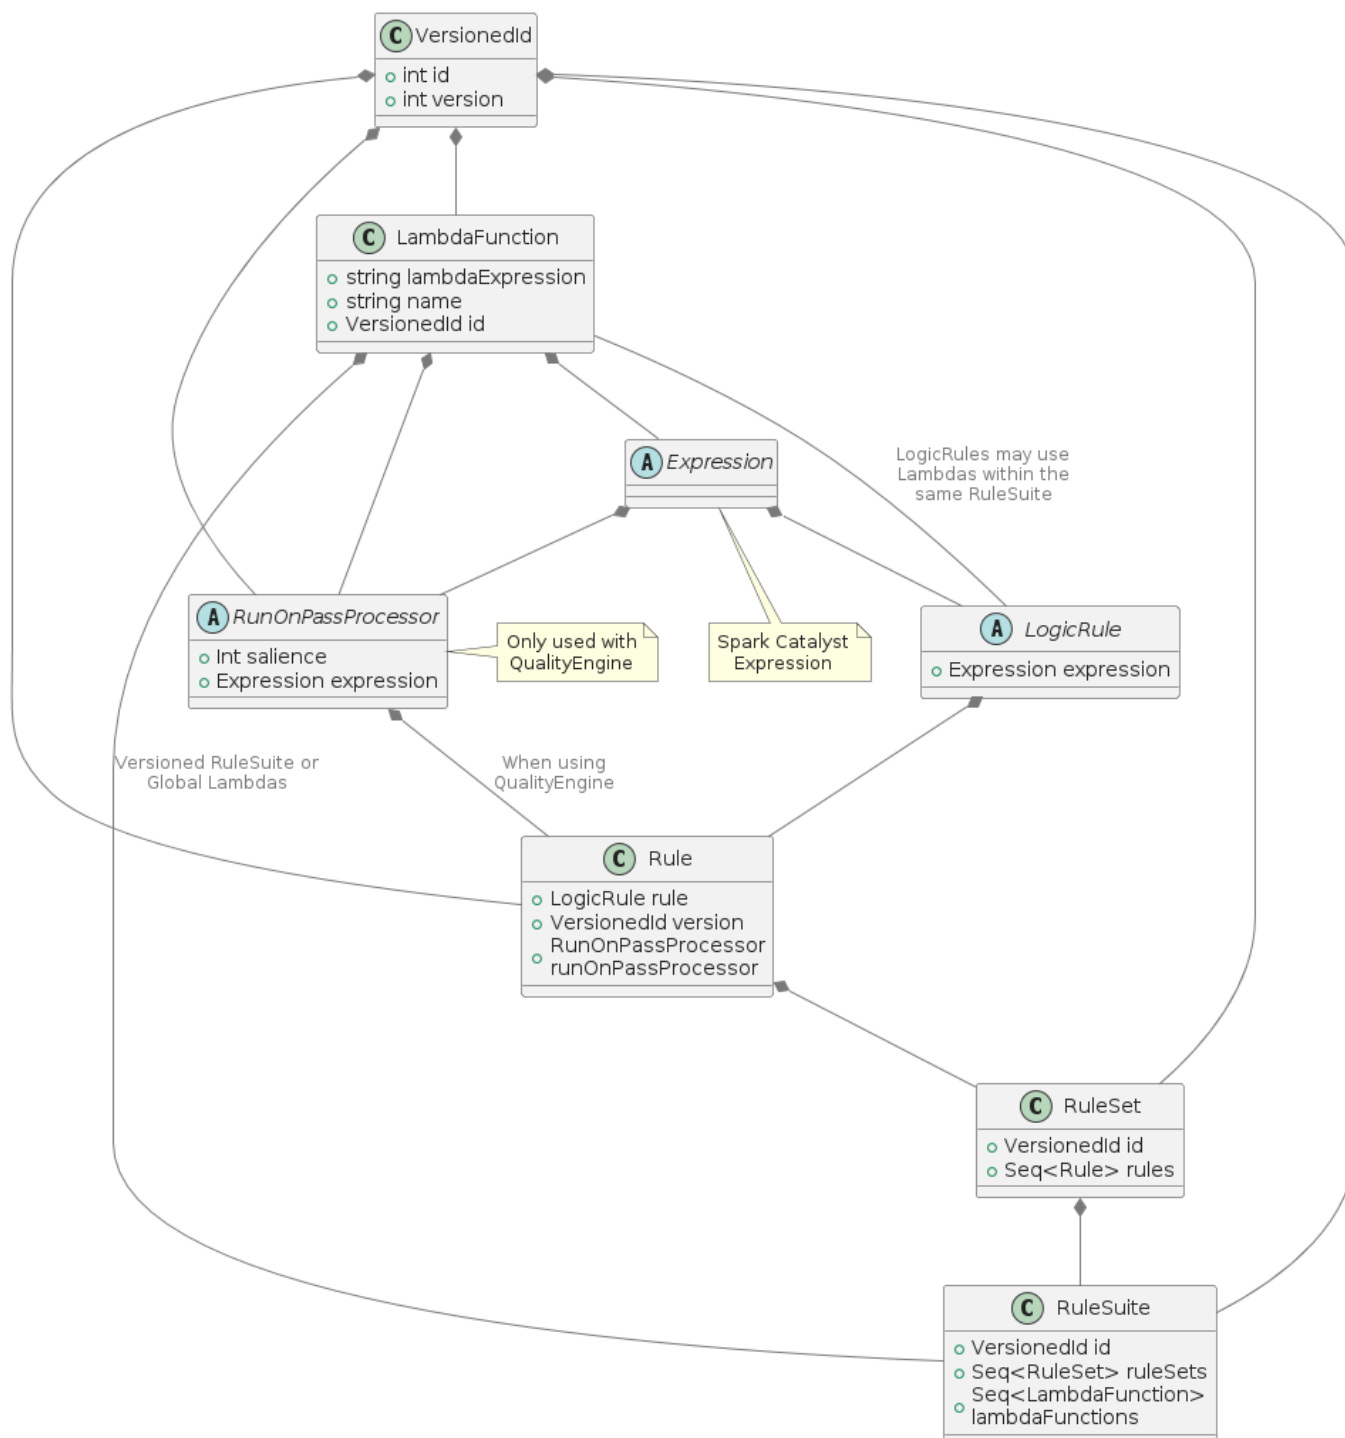 C VersionedId
int id
int version
C LambdaFunction
string lambdaExpression
string name
VersionedId id
A Expression
LogicRules may use
Lambdas within the
same RuleSuite
A RunOnPassProcessor
Int salience
Expression expression
Only used with
QualityEngine
Spark Catalyst
Expression
A LogicRule
Expression expression
Versioned RuleSuite or
Global Lambdas
When using
QualityEngine
C Rule
LogicRule rule
VersionedId version
RunOnPassProcessor
runOnPassProcessor
C RuleSet
VersionedId id
Seq<Rule> rules
C RuleSuite
VersionedId id
Seq<RuleSet> ruleSets
Seq<LambdaFunction>
lambdaFunctions